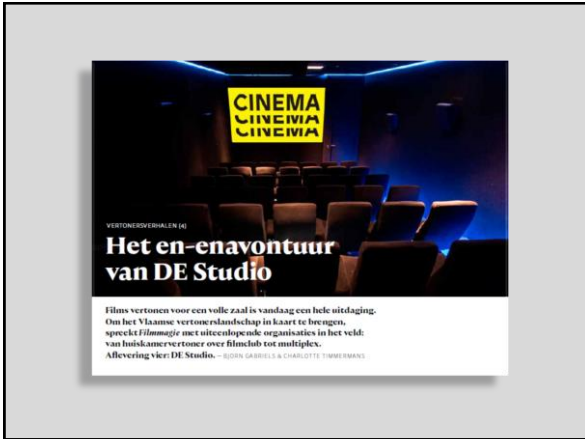 CINEMA
CINEMA
CINEMA
VERTONERSVERHALEN (4)
Het en-enavontuur
van DE Studio
Films vertonen voor een volle zaal is vandaag een hele uitdaging.
Om het Vlaamse vertonerslandschap in kaart te brengen,
spreekt Filmmagie met uiteenlopende organisaties in het veld:
van huiskamervertoner over filmclub tot multiplex.
Aflevering vier: DE Studio. — BJORN GABRIELS & CHARLOTTE TIMMERMANS